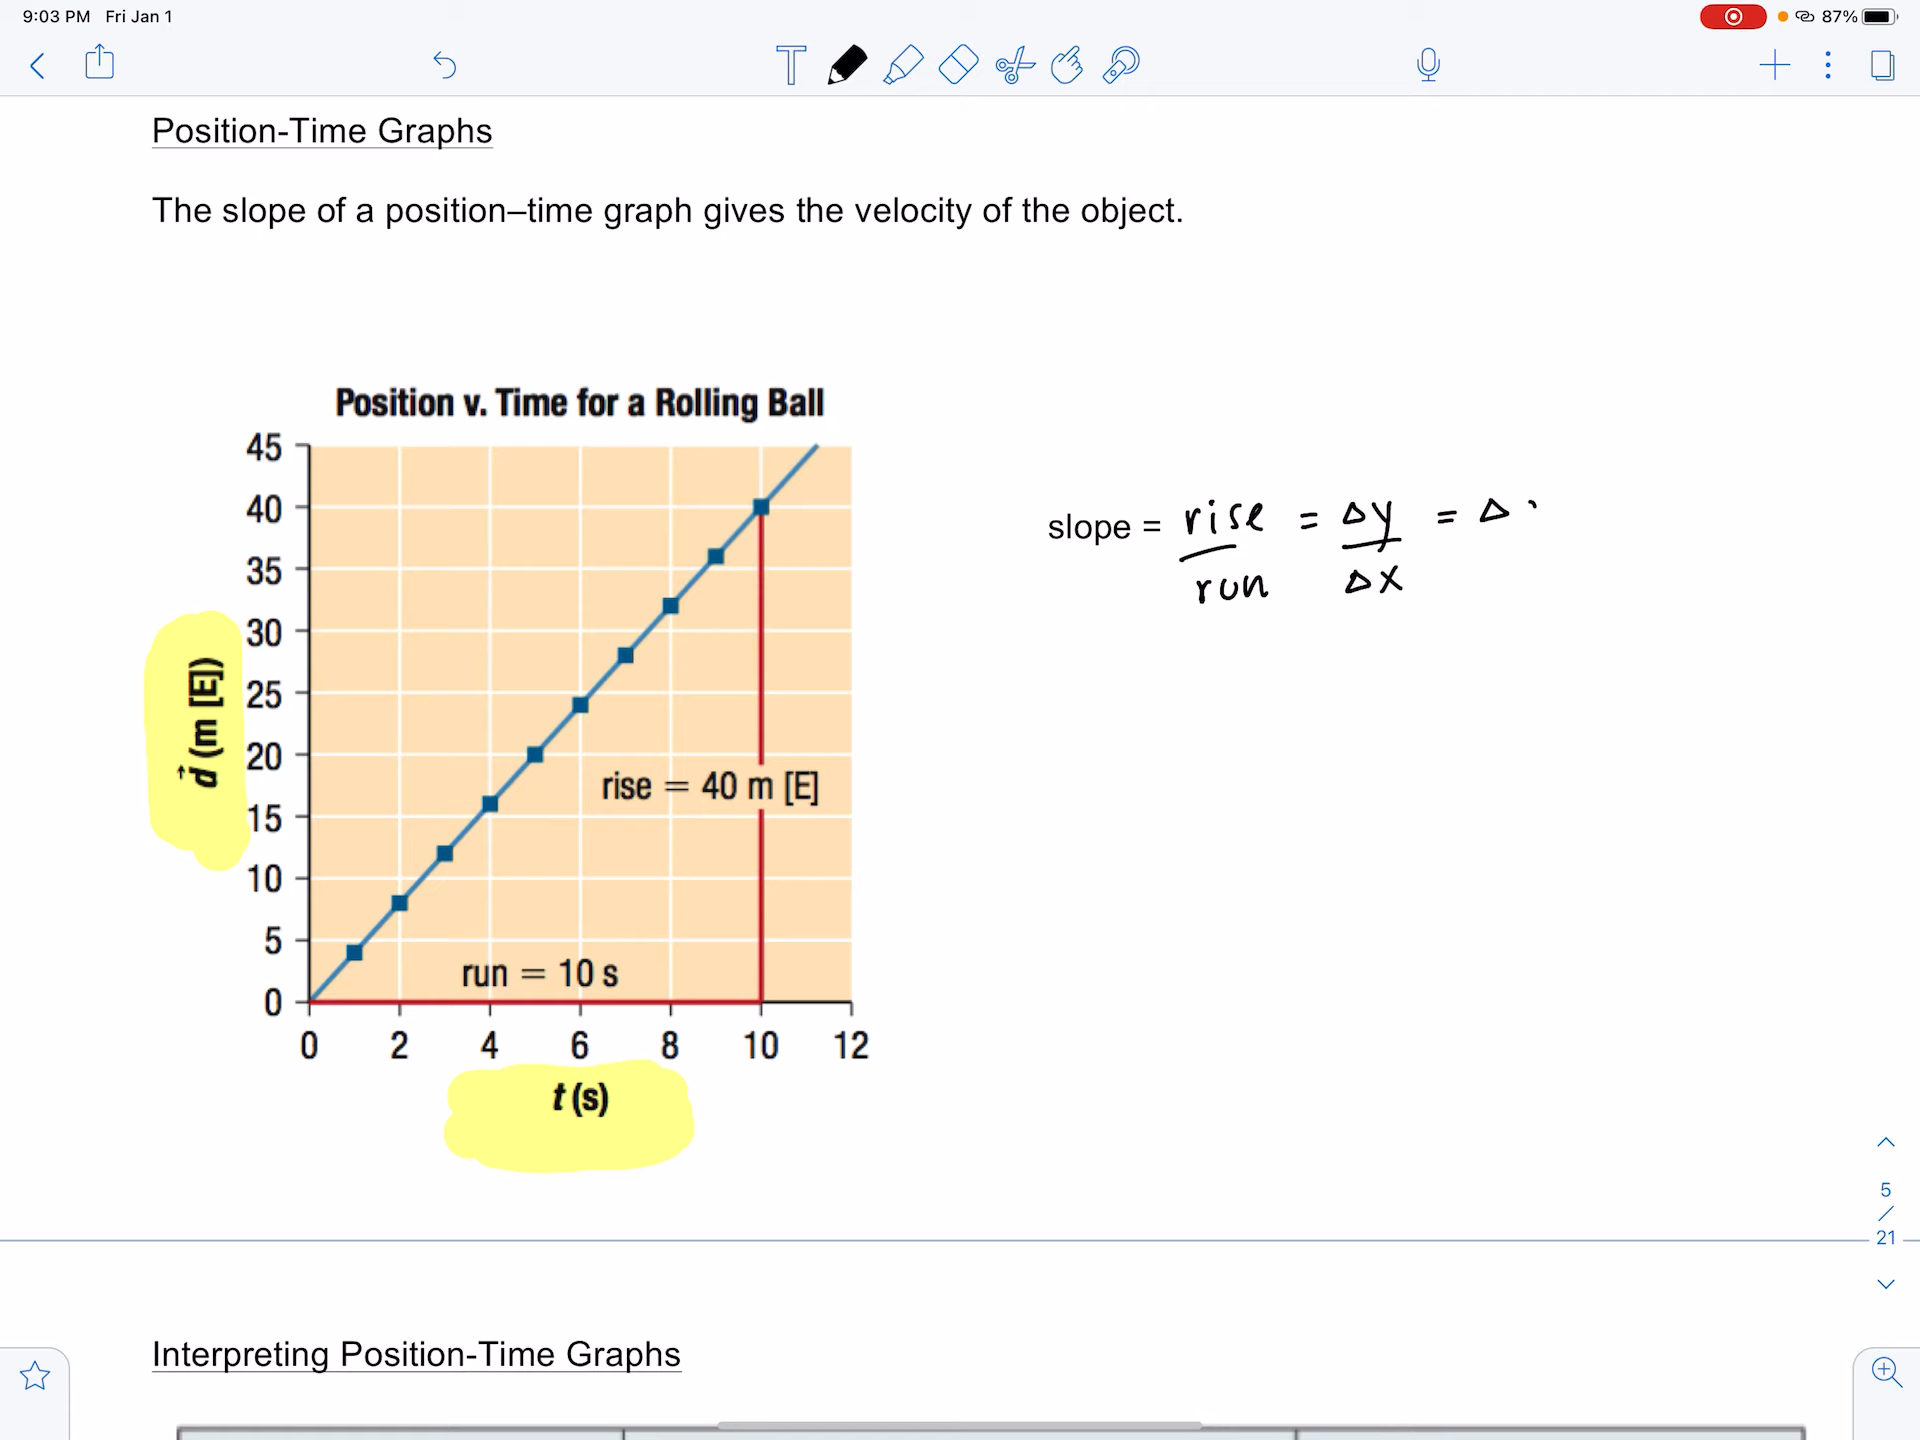 9:03 PM Fri Jan 1
87%
Position-Time Graphs
The slope of a position–time graph gives the velocity of the object.
Position v. Time for a Rolling Ball
45
40
35
30
25
20
15
10
5
0
d⃗ (m [E])
rise = 40 m [E]
run = 10 s
0 2 4 6 8 10 12
t (s)
slope = rise = Δy = Δ
run Δx
5
/
21
Interpreting Position-Time Graphs